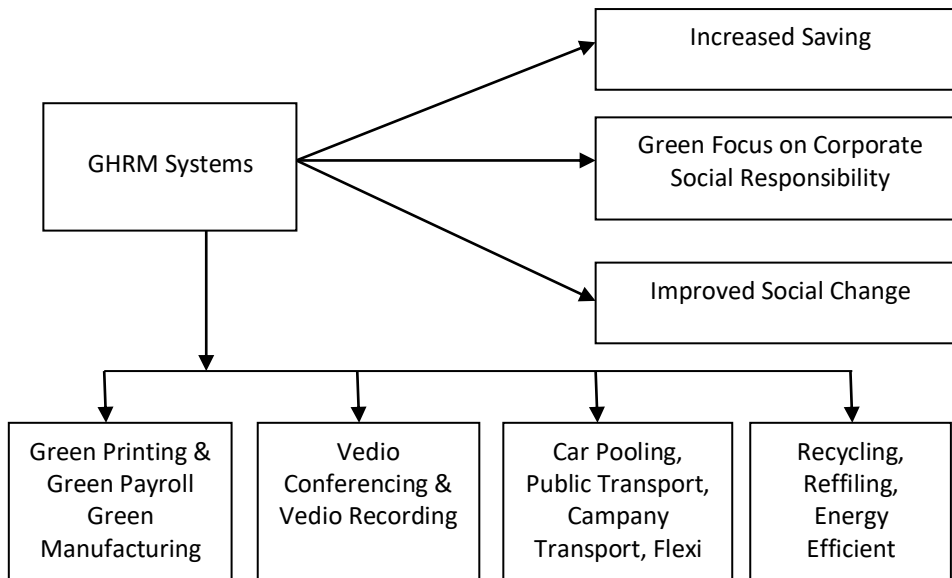 Increased Saving
GHRM Systems
Green Focus on Corporate
Social Responsibility
Improved Social Change
Green Printing &
Green Payroll
Green
Manufacturing
Vedio
Conferencing &
Vedio Recording
Car Pooling,
Public Transport,
Campany
Transport, Flexi
Recycling,
Reffiling,
Energy
Efficient